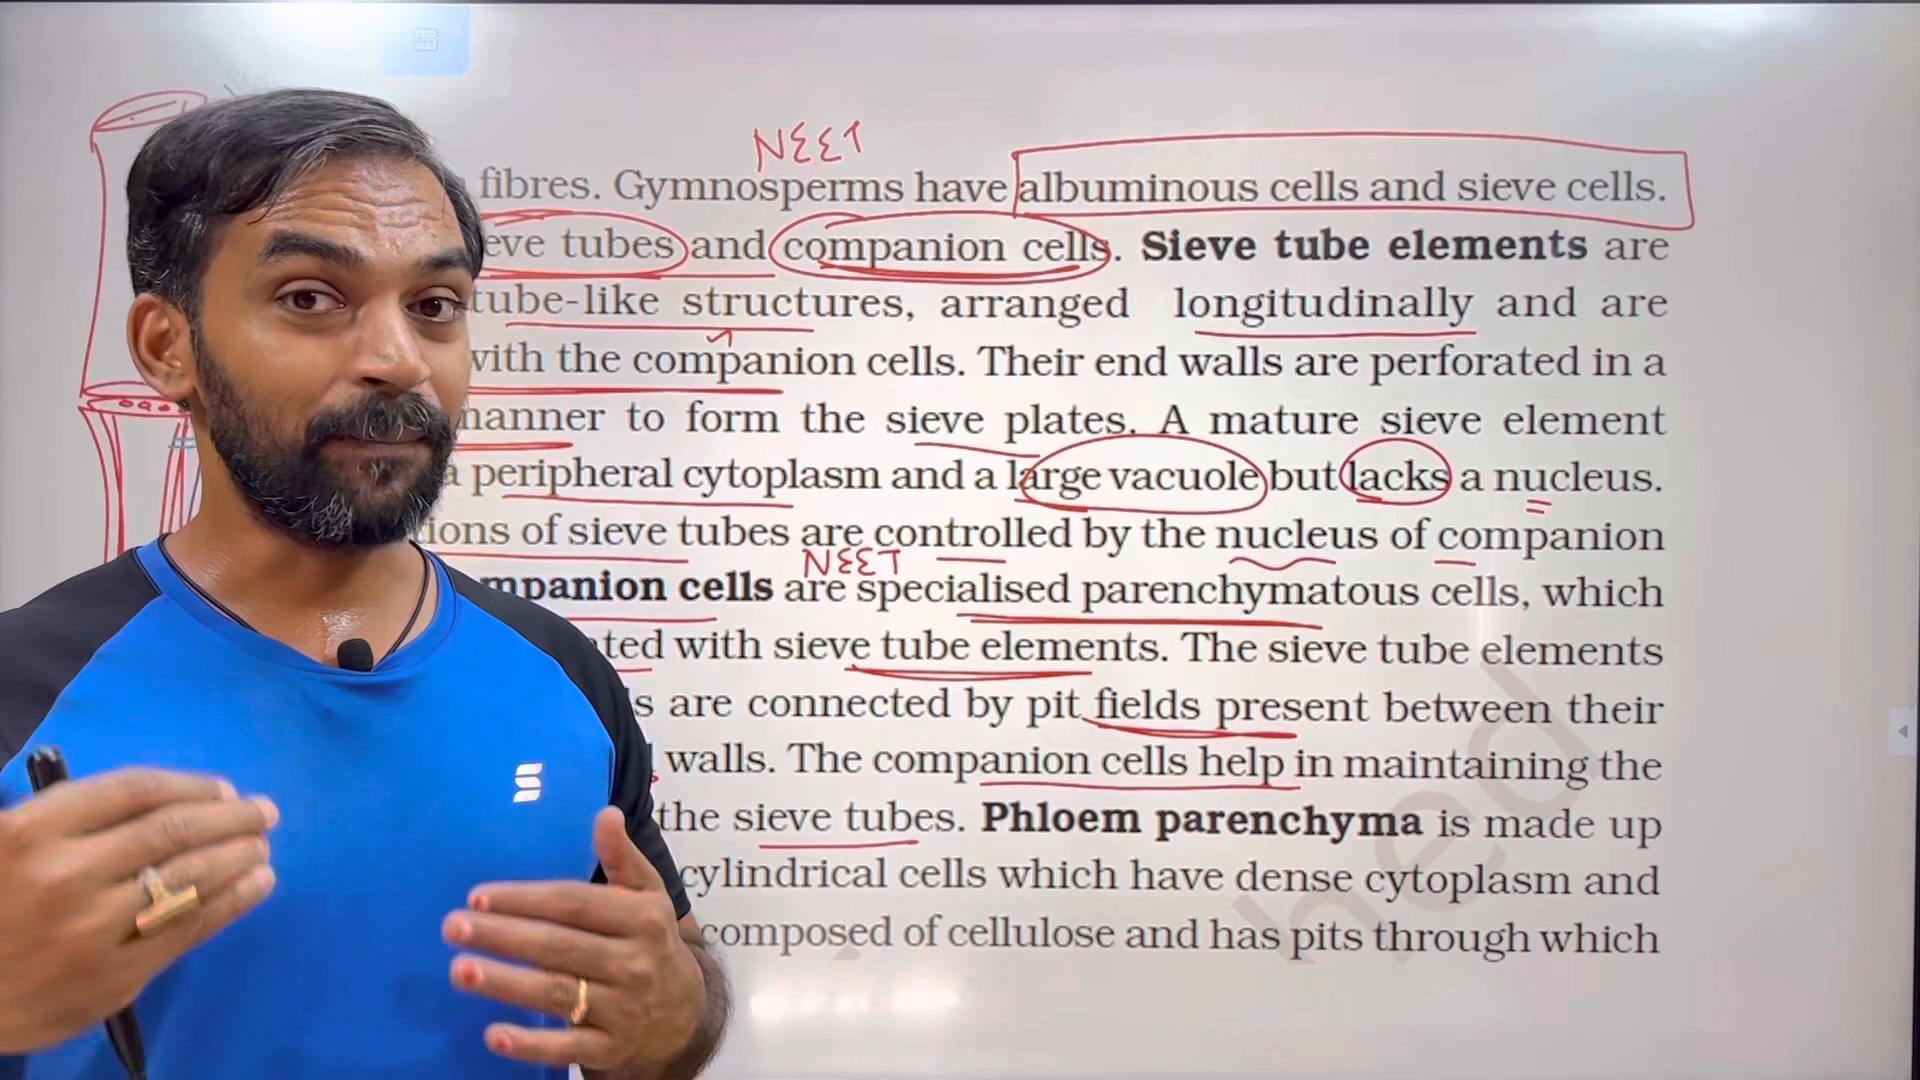 NEET
fibres. Gymnosperms have albuminous cells and sieve cells.
eve tubes and companion cells. Sieve tube elements are
tube-like structures, arranged longitudinally and are
with the companion cells. Their end walls are perforated in a
manner to form the sieve plates. A mature sieve element
a peripheral cytoplasm and a large vacuole but lacks a nucleus.
tions of sieve tubes are controlled by the nucleus of companion
NEET
mpanion cells are specialised parenchymatous cells, which
ted with sieve tube elements. The sieve tube elements
s are connected by pit fields present between their
walls. The companion cells help in maintaining the
the sieve tubes. Phloem parenchyma is made up
cylindrical cells which have dense cytoplasm and
composed of cellulose and has pits through which
hed